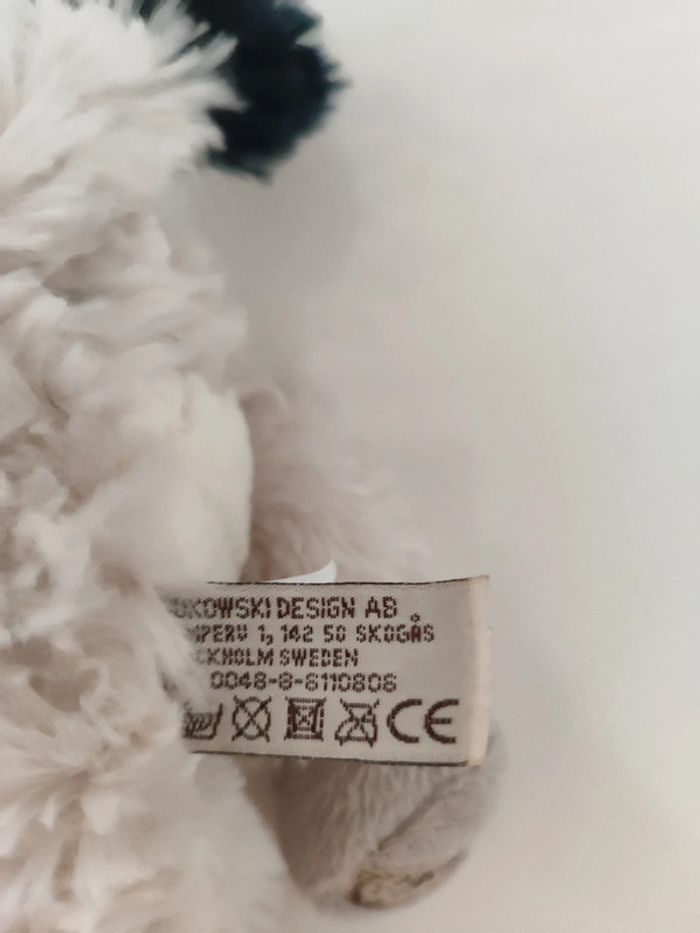 UKOWSKI DESIGN AB
MPERV 1, 142 50 SKOGÅS
CKHOLM SWEDEN
0048-8-6110806
CE